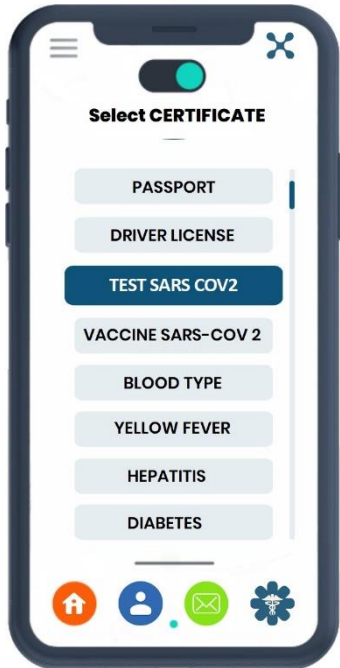 Select CERTIFICATE
PASSPORT
DRIVER LICENSE
TEST SARS COV2
VACCINE SARS-COV 2
BLOOD TYPE
YELLOW FEVER
HEPATITIS
DIABETES